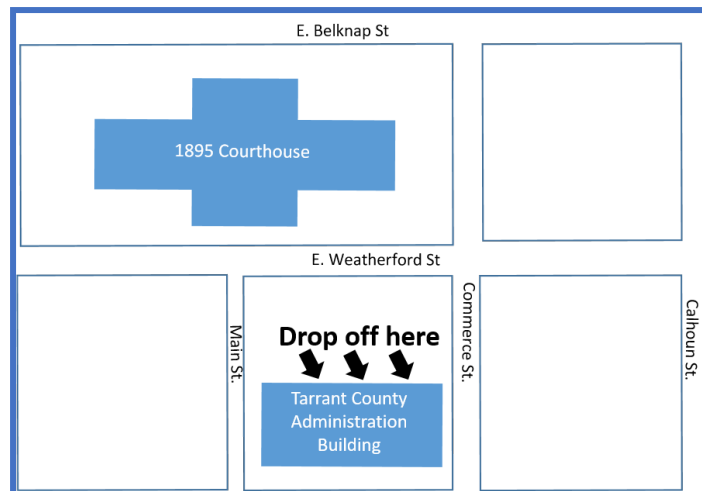 E. Belknap St
1895 Courthouse
E. Weatherford St
Main St.
Drop off here
Commerce St.
Calhoun St.
Tarrant County
Administration
Building